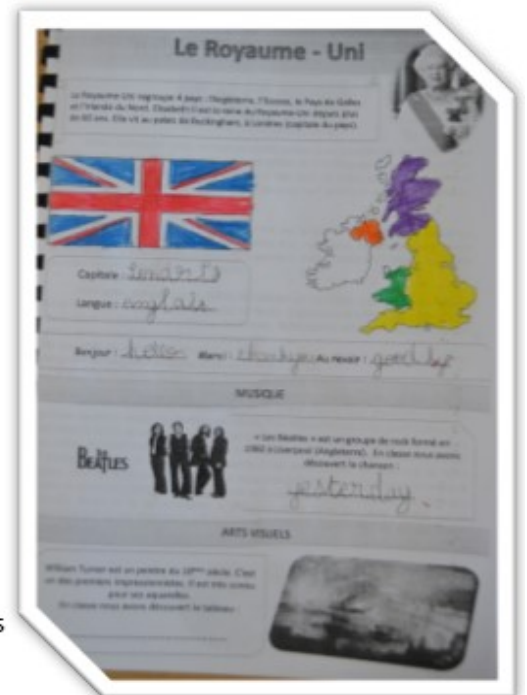 Le Royaume - Uni
Le Royaume-Uni regroupe 4 pays : l'Angleterre, l'Ecosse, le Pays de Galles
et l'Irlande du Nord. Elisabeth II est la reine du Royaume-Uni depuis plus
de 60 ans. Elle vit au palais de Buckingham, à Londres (capitale du pays).
Capitale : Londres
Langue : anglais
Bonjour : hello Merci : thankyou Au revoir : good bye
MUSIQUE
THE BEATLES
« Les Beatles » est un groupe de rock formé en
1960 à Liverpool (Angleterre). En classe nous avons
découvert la chanson :
yesterday
ARTS VISUELS
William Turner est un peintre du 19ème siècle. C'est
un des premiers impressionnistes. Il est très connu
pour ses aquarelles.
En classe nous avons découvert le tableau :
s